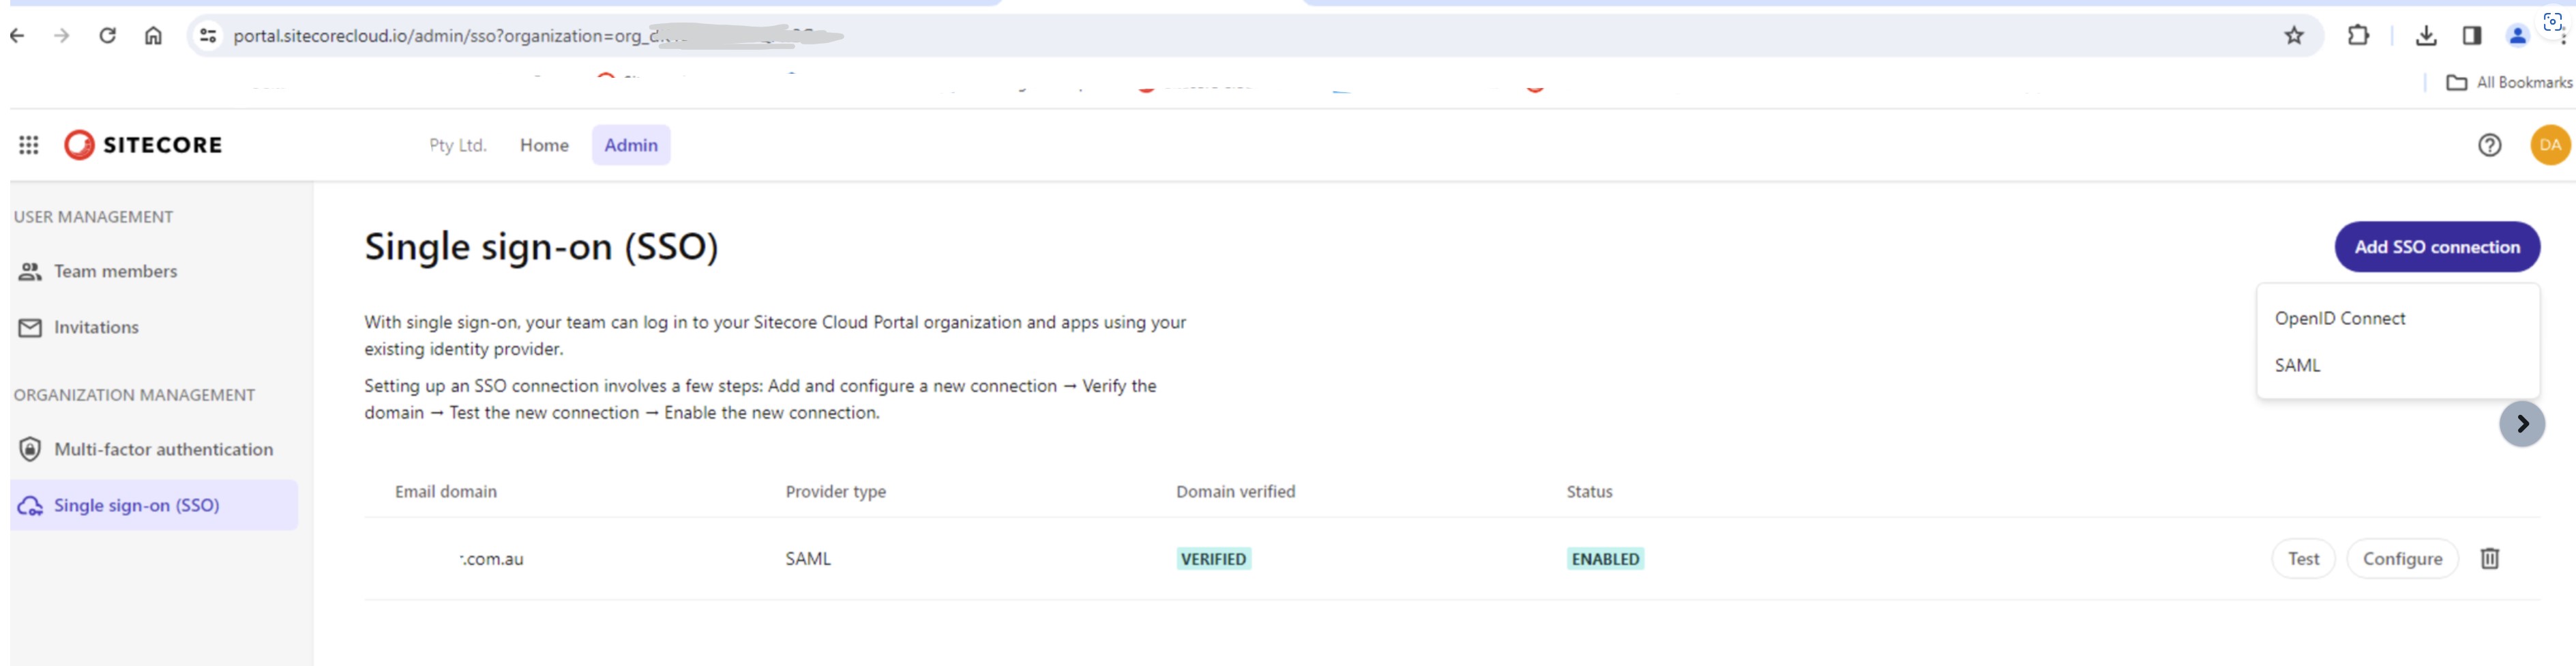 portal.sitecorecloud.io/admin/sso?organization=org_
All Bookmarks
SITECORE
Pty Ltd.
Home
Admin
DA
USER MANAGEMENT
Team members
Invitations
ORGANIZATION MANAGEMENT
Multi-factor authentication
Single sign-on (SSO)
Single sign-on (SSO)
Add SSO connection
OpenID Connect
SAML
With single sign-on, your team can log in to your Sitecore Cloud Portal organization and apps using your
existing identity provider.
Setting up an SSO connection involves a few steps: Add and configure a new connection → Verify the
domain → Test the new connection → Enable the new connection.
Email domain
Provider type
Domain verified
Status
.com.au
SAML
VERIFIED
ENABLED
Test
Configure